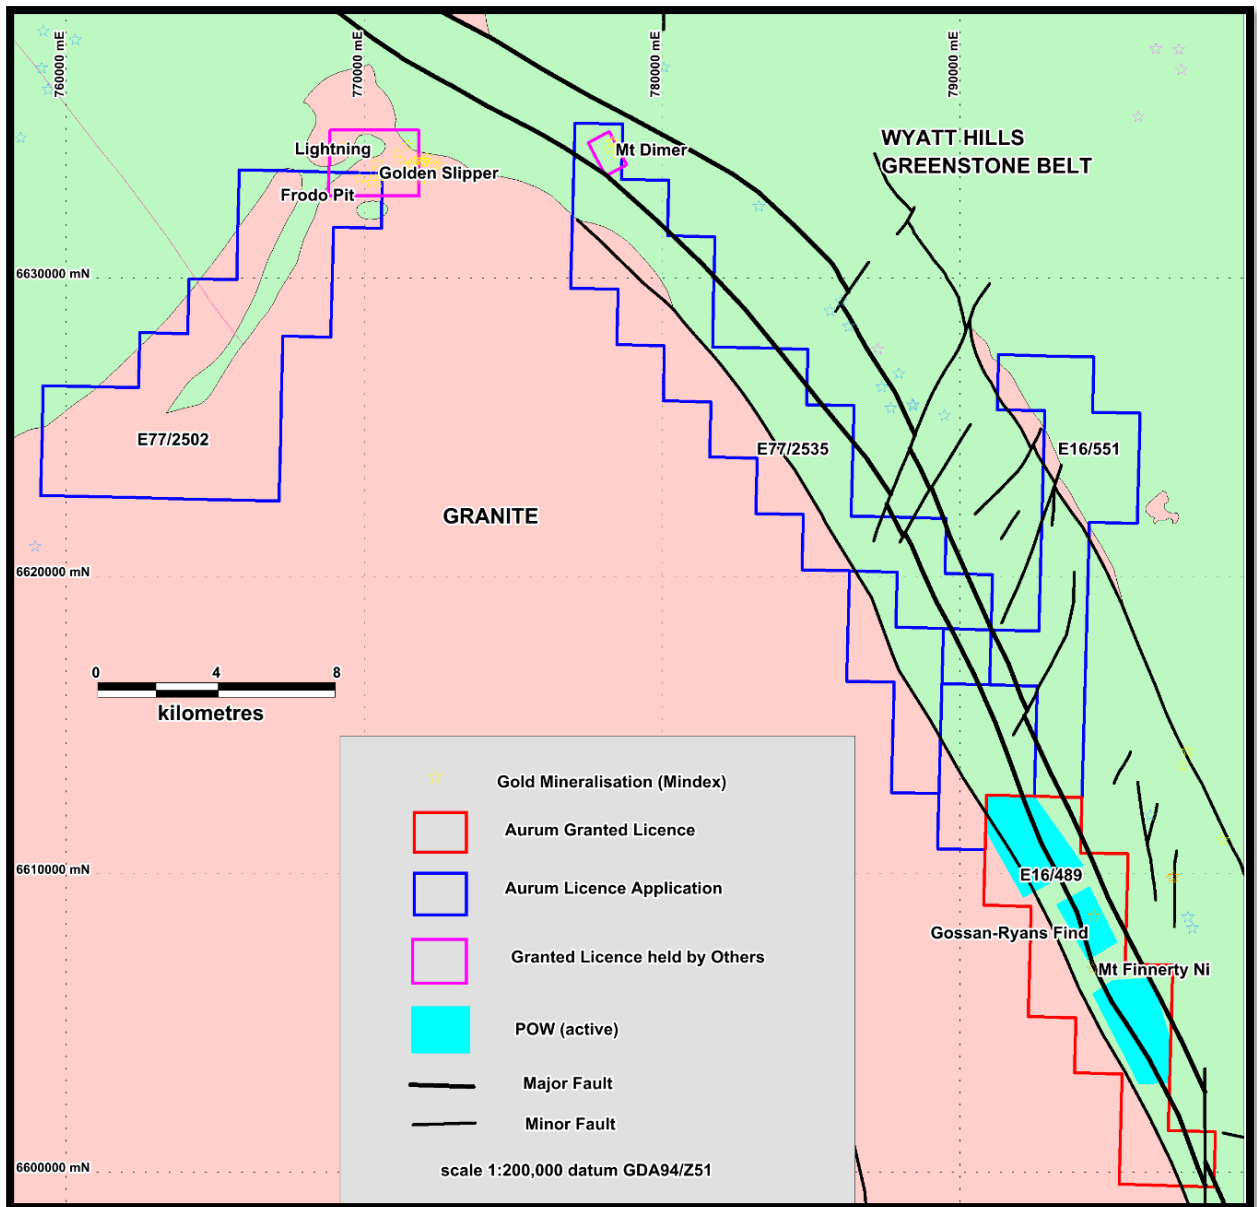 760000 mE
770000 mE
780000 mE
790000 mE
WYATT HILLS
GREENSTONE BELT
Lightning
Mt Dimer
Golden Slipper
Frodo Pit
6630000 mN
E77/2502
E77/2535
E16/551
GRANITE
6620000 mN
0 4 8
kilometres
Gold Mineralisation (Mindex)
Aurum Granted Licence
6610000 mN
E16/489
Aurum Licence Application
Gossan-Ryans Find
Granted Licence held by Others
Mt Finnerty Ni
POW (active)
Major Fault
Minor Fault
6600000 mN
scale 1:200,000 datum GDA94/Z51